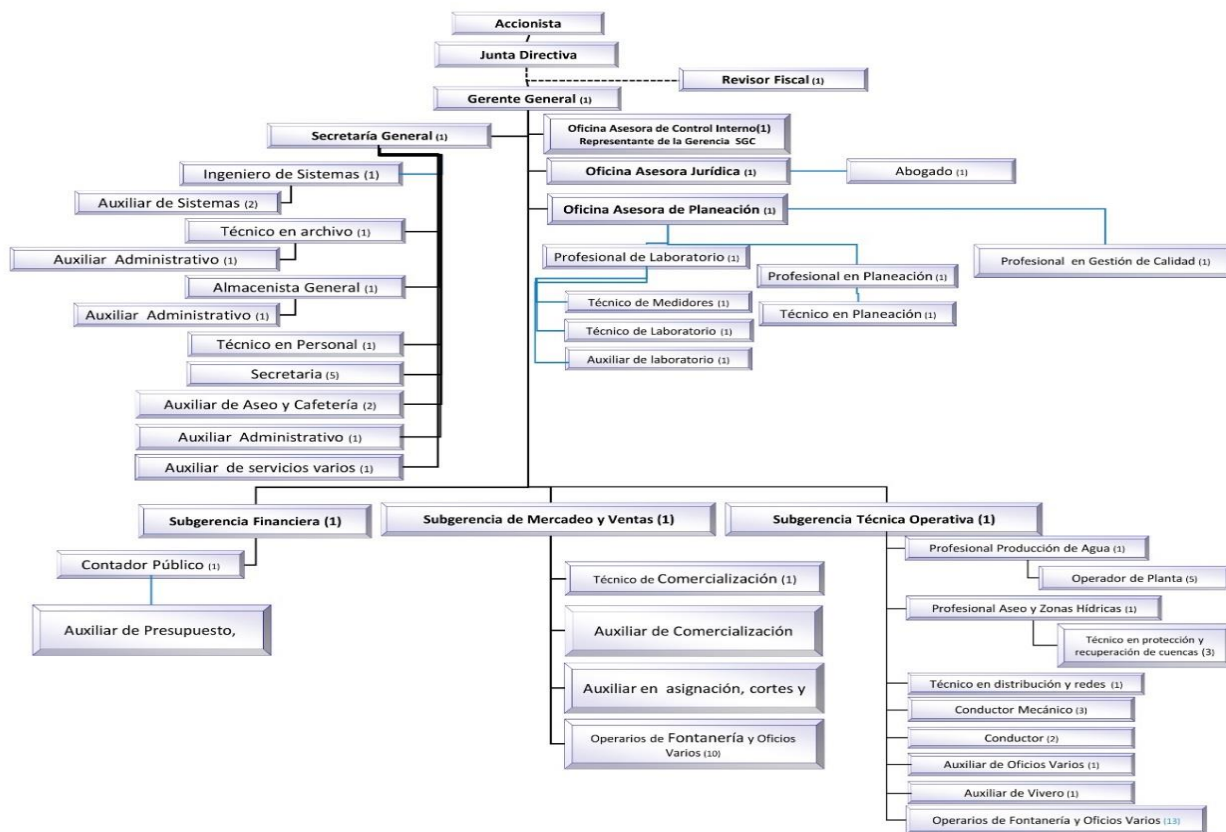 Accionista
Junta Directiva
Revisor Fiscal (1)
Gerente General (1)
Secretaría General (1)
Oficina Asesora de Control Interno(1)
Representante de la Gerencia SGC
Ingeniero de Sistemas (1)
Oficina Asesora Jurídica (1)
Abogado (1)
Auxiliar de Sistemas (2)
Oficina Asesora de Planeación (1)
Técnico en archivo (1)
Auxiliar Administrativo (1)
Profesional de Laboratorio (1)
Profesional en Gestión de Calidad (1)
Profesional en Planeación (1)
Almacenista General (1)
Auxiliar Administrativo (1)
Técnico de Medidores (1)
Técnico en Planeación (1)
Técnico de Laboratorio (1)
Técnico en Personal (1)
Auxiliar de laboratorio (1)
Secretaria (5)
Auxiliar de Aseo y Cafetería (2)
Auxiliar Administrativo (1)
Auxiliar de servicios varios (1)
Subgerencia Financiera (1)
Subgerencia de Mercadeo y Ventas (1)
Subgerencia Técnica Operativa (1)
Contador Público (1)
Auxiliar de Presupuesto,
Técnico de Comercialización (1)
Auxiliar de Comercialización
Auxiliar en asignación, cortes y
Operarios de Fontanería y Oficios
Varios (10)
Profesional Producción de Agua (1)
Operador de Planta (5)
Profesional Aseo y Zonas Hídricas (1)
Técnico en protección y
recuperación de cuencas (3)
Técnico en distribución y redes (1)
Conductor Mecánico (3)
Conductor (2)
Auxiliar de Oficios Varios (1)
Auxiliar de Vivero (1)
Operarios de Fontanería y Oficios Varios (13)